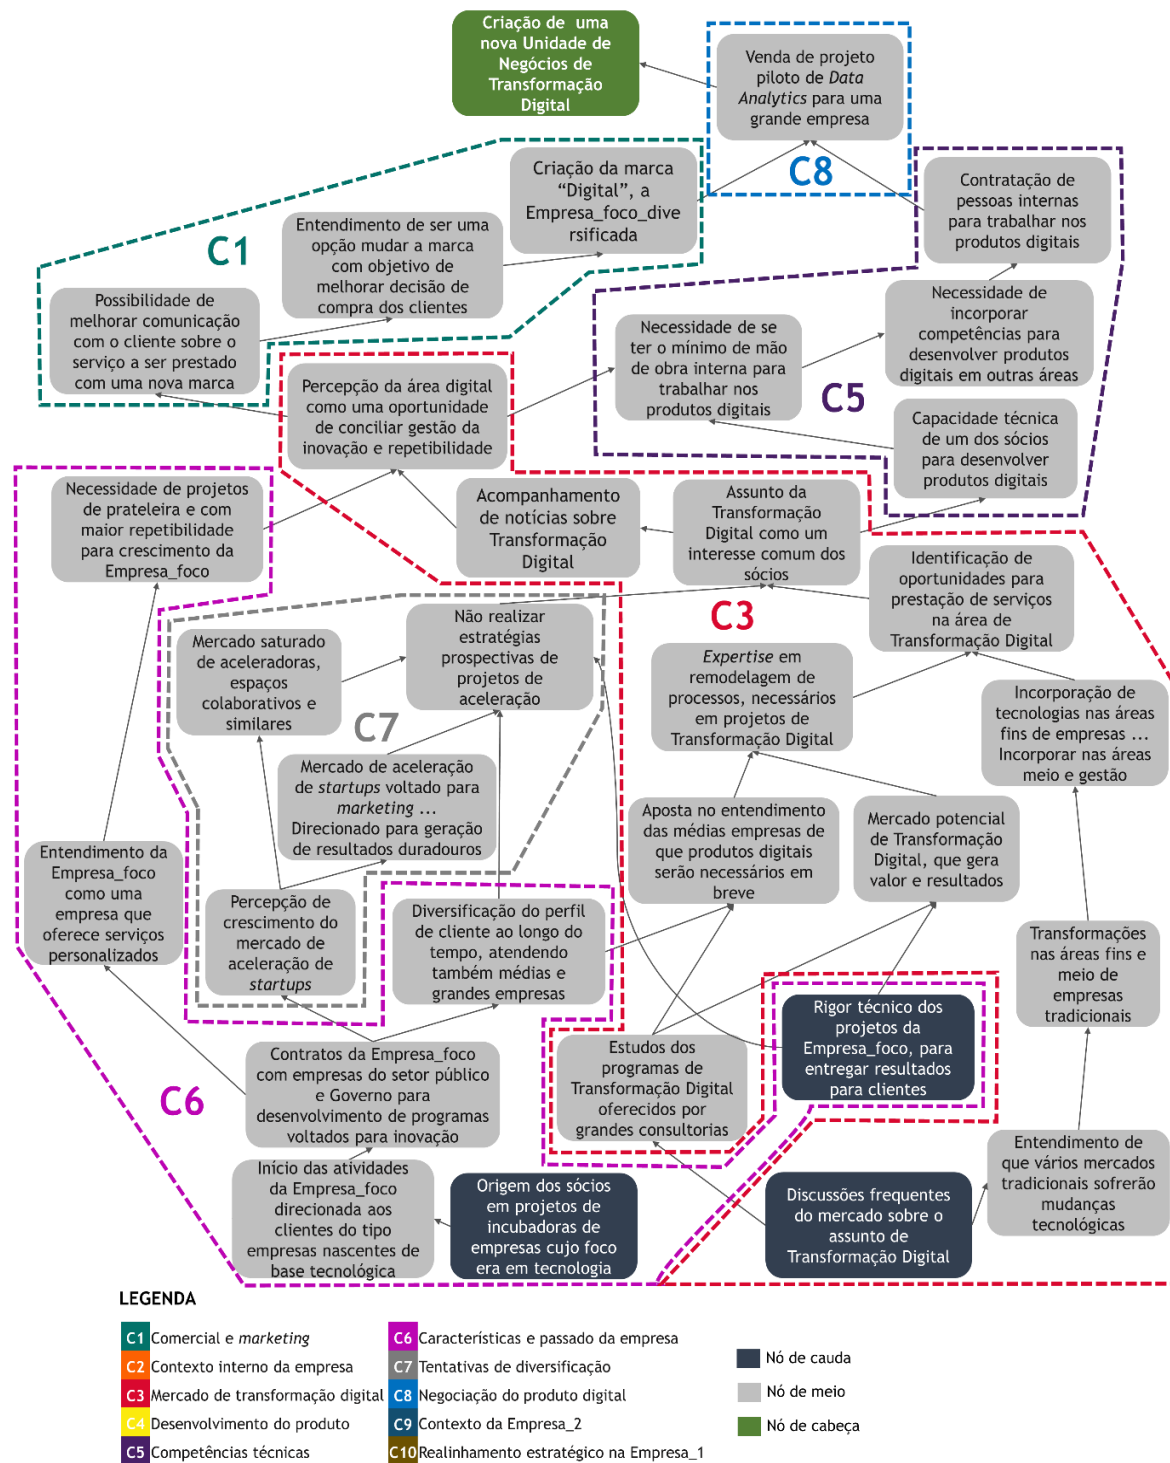 Criação de uma
nova Unidade de
Negócios de
Transformação
Digital
Venda de projeto
piloto de Data
Analytics para uma
grande empresa
C8
Criação da marca
“Digital”, a
Empresa_foco_dive
rsificada
Contratação de
pessoas internas
para trabalhar nos
produtos digitais
C1
Entendimento de ser uma
opção mudar a marca
com objetivo de
melhorar decisão de
compra dos clientes
Possibilidade de
melhorar comunicação
com o cliente sobre o
serviço a ser prestado
com uma nova marca
Necessidade de
incorporar
competências para
desenvolver produtos
digitais em outras áreas
Necessidade de se
ter o mínimo de mão
de obra interna para
trabalhar nos
produtos digitais
C5
Percepção da área digital
como uma oportunidade
de conciliar gestão da
inovação e repetibilidade
Capacidade técnica
de um dos sócios
para desenvolver
produtos digitais
Necessidade de projetos
de prateleira e com
maior repetibilidade
para crescimento da
Empresa_foco
Acompanhamento
de notícias sobre
Transformação
Digital
Assunto da
Transformação
Digital como um
interesse comum dos
sócios
Identificação de
oportunidades para
prestação de serviços
na área de
Transformação Digital
C3
Não realizar
estratégias
prospectivas de
projetos de
aceleração
Mercado saturado
de aceleradoras,
espaços
colaborativos e
similares
C7
Expertise em
remodelagem de
processos, necessários
em projetos de
Transformação Digital
Incorporação de
tecnologias nas áreas
fins de empresas ...
Incorporar nas áreas
meio e gestão
Mercado de aceleração
de startups voltado para
marketing ...
Direcionado para geração
de resultados duradouros
Aposta no entendimento
das médias empresas de
que produtos digitais
serão necessários em
breve
Mercado potencial
de Transformação
Digital, que gera
valor e resultados
Entendimento da
Empresa_foco
como uma
empresa que
oferece serviços
personalizados
Percepção de
crescimento do
mercado de
aceleração de
startups
Diversificação do perfil
de cliente ao longo do
tempo, atendendo
também médias e
grandes empresas
Transformações
nas áreas fins e
meio de
empresas
tradicionais
Rigor técnico dos
projetos da
Empresa_foco, para
entregar resultados
para clientes
Contratos da Empresa_foco
com empresas do setor público
e Governo para
desenvolvimento de programas
voltados para inovação
C6
Estudos dos
programas de
Transformação Digital
oferecidos por
grandes consultorias
Entendimento de
que vários mercados
tradicionais sofrerão
mudanças
tecnológicas
Início das atividades
da Empresa_foco
direcionada aos
clientes do tipo
empresas nascentes de
base tecnológica
Origem dos sócios
em projetos de
incubadoras de
empresas cujo foco
era em tecnologia
Discussões frequentes
do mercado sobre o
assunto de
Transformação Digital
LEGENDA
C1 Comercial e marketing
C2 Contexto interno da empresa
C3 Mercado de transformação digital
C4 Desenvolvimento do produto
C5 Competências técnicas
C6 Características e passado da empresa
C7 Tentativas de diversificação
C8 Negociação do produto digital
C9 Contexto da Empresa_2
C10 Realinhamento estratégico na Empresa_1
Nó de cauda
Nó de meio
Nó de cabeça